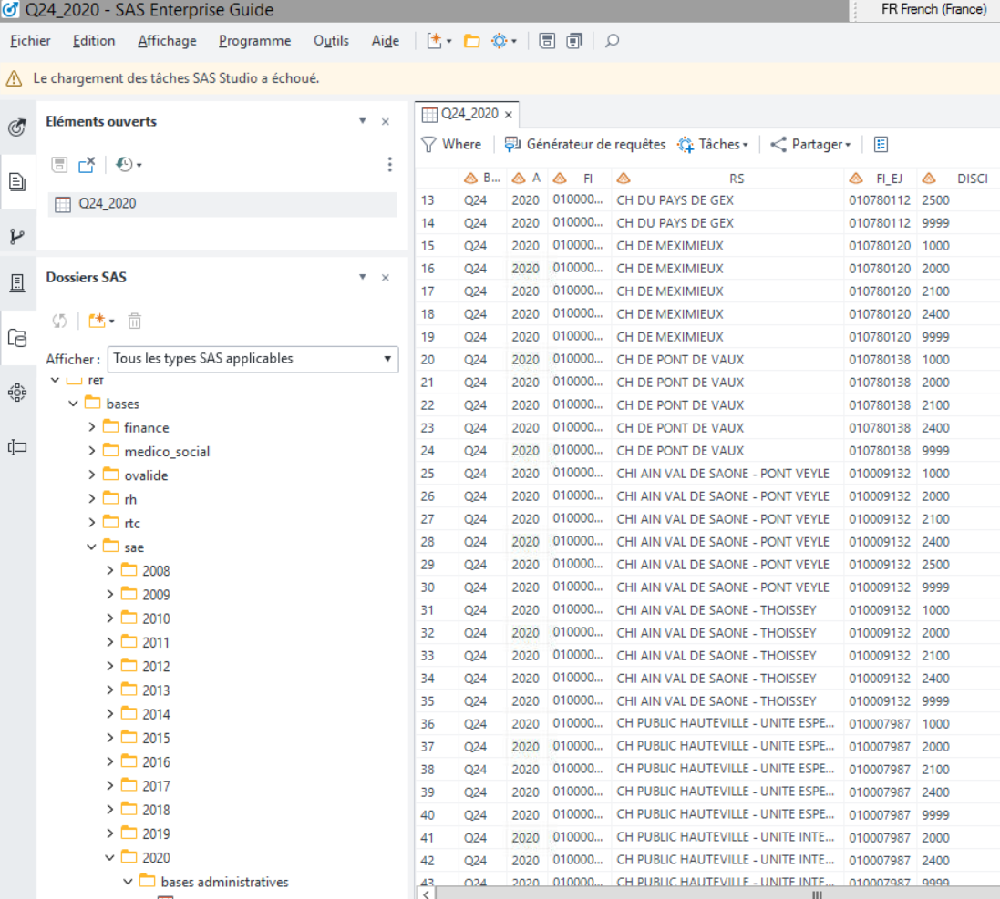 Q24_2020 - SAS Enterprise Guide
FR French (France)
Fichier Edition Affichage Programme Outils Aide
Le chargement des tâches SAS Studio a échoué.
Eléments ouverts
Q24_2020
Dossiers SAS
Afficher : Tous les types SAS applicables
ref
bases
finance
medico_social
ovalide
rh
rtc
sae
2008
2009
2010
2011
2012
2013
2014
2015
2016
2017
2018
2019
2020
bases administratives
Q24_2020
Where Générateur de requêtes Tâches Partager
B... A FI RS FI_EJ DISCI
13 Q24 2020 010000... CH DU PAYS DE GEX 010780112 2500
14 Q24 2020 010000... CH DU PAYS DE GEX 010780112 9999
15 Q24 2020 010000... CH DE MEXIMIEUX 010780120 1000
16 Q24 2020 010000... CH DE MEXIMIEUX 010780120 2000
17 Q24 2020 010000... CH DE MEXIMIEUX 010780120 2100
18 Q24 2020 010000... CH DE MEXIMIEUX 010780120 2400
19 Q24 2020 010000... CH DE MEXIMIEUX 010780120 9999
20 Q24 2020 010000... CH DE PONT DE VAUX 010780138 1000
21 Q24 2020 010000... CH DE PONT DE VAUX 010780138 2000
22 Q24 2020 010000... CH DE PONT DE VAUX 010780138 2100
23 Q24 2020 010000... CH DE PONT DE VAUX 010780138 2400
24 Q24 2020 010000... CH DE PONT DE VAUX 010780138 9999
25 Q24 2020 010000... CHI AIN VAL DE SAONE - PONT VEYLE 010009132 1000
26 Q24 2020 010000... CHI AIN VAL DE SAONE - PONT VEYLE 010009132 2000
27 Q24 2020 010000... CHI AIN VAL DE SAONE - PONT VEYLE 010009132 2100
28 Q24 2020 010000... CHI AIN VAL DE SAONE - PONT VEYLE 010009132 2400
29 Q24 2020 010000... CHI AIN VAL DE SAONE - PONT VEYLE 010009132 2500
30 Q24 2020 010000... CHI AIN VAL DE SAONE - PONT VEYLE 010009132 9999
31 Q24 2020 010000... CHI AIN VAL DE SAONE - THOISSEY 010009132 1000
32 Q24 2020 010000... CHI AIN VAL DE SAONE - THOISSEY 010009132 2000
33 Q24 2020 010000... CHI AIN VAL DE SAONE - THOISSEY 010009132 2100
34 Q24 2020 010000... CHI AIN VAL DE SAONE - THOISSEY 010009132 2400
35 Q24 2020 010000... CHI AIN VAL DE SAONE - THOISSEY 010009132 9999
36 Q24 2020 010000... CH PUBLIC HAUTEVILLE - UNITE ESPE... 010007987 1000
37 Q24 2020 010000... CH PUBLIC HAUTEVILLE - UNITE ESPE... 010007987 2000
38 Q24 2020 010000... CH PUBLIC HAUTEVILLE - UNITE ESPE... 010007987 2100
39 Q24 2020 010000... CH PUBLIC HAUTEVILLE - UNITE ESPE... 010007987 2400
40 Q24 2020 010000... CH PUBLIC HAUTEVILLE - UNITE ESPE... 010007987 9999
41 Q24 2020 010000... CH PUBLIC HAUTEVILLE - UNITE INTE... 010007987 2000
42 Q24 2020 010000... CH PUBLIC HAUTEVILLE - UNITE INTE... 010007987 2400
43 Q24 2020 010000... CH PUBLIC HAUTEVILLE - UNITE INTE... 010007987 9999